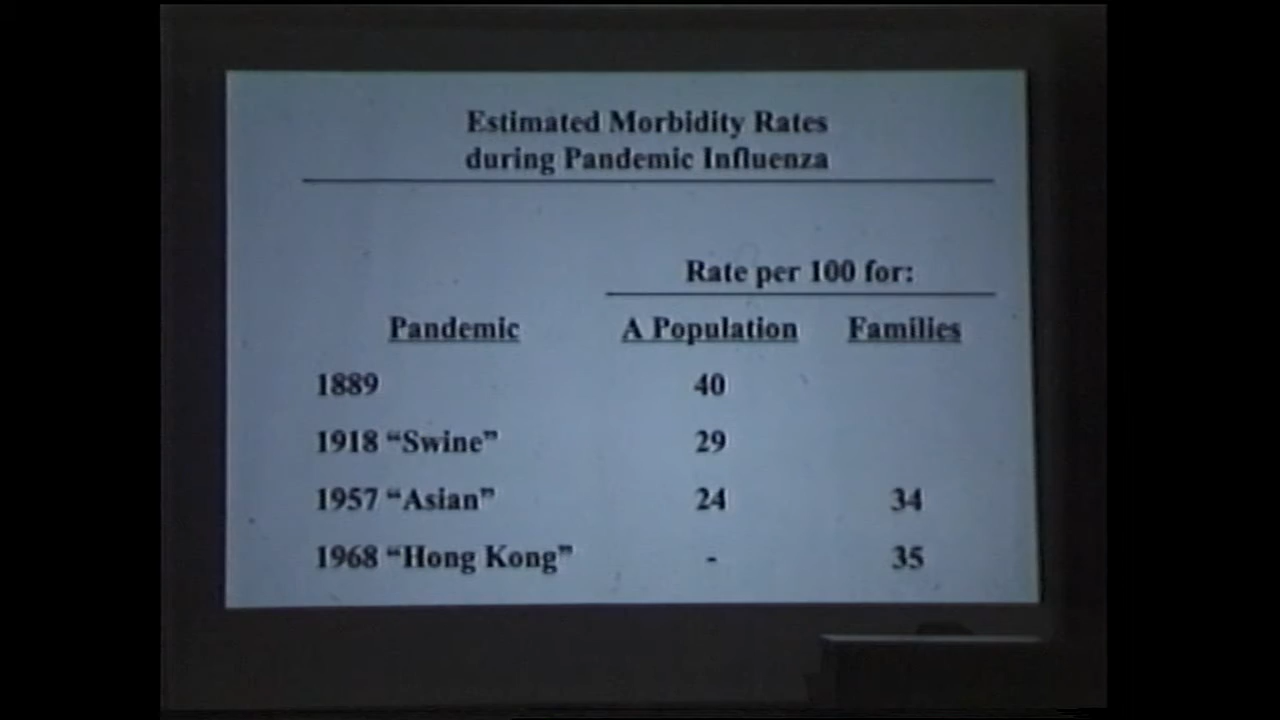 Estimated Morbidity Rates
during Pandemic Influenza
Rate per 100 for:
Pandemic A Population Families
1889 40
1918 “Swine” 29
1957 “Asian” 24 34
1968 “Hong Kong” - 35